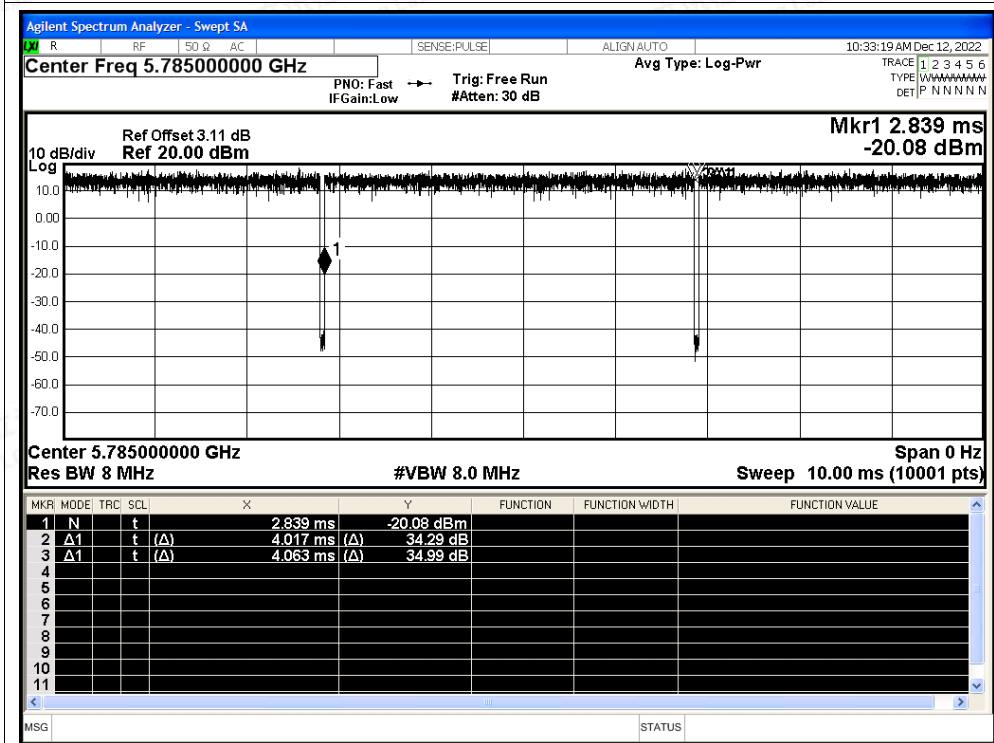 Agilent Spectrum Analyzer - Swept SA
LXI R RF 50 Ω AC SENSE:PULSE ALIGN AUTO 10:33:19 AM Dec 12, 2022
Center Freq 5.785000000 GHz Avg Type: Log-Pwr TRACE 1 2 3 4 5 6
PNO: Fast Trig: Free Run TYPE
IFGain:Low #Atten: 30 dB DET P N N N N N
Mkr1 2.839 ms
Ref Offset 3.11 dB
10 dB/div Ref 20.00 dBm -20.08 dBm
Log
10.0
0.00
-10.0
1
-20.0
-30.0
-40.0
-50.0
-60.0
-70.0
Center 5.785000000 GHz Span 0 Hz
Res BW 8 MHz #VBW 8.0 MHz Sweep 10.00 ms (10001 pts)
MKR MODE TRC SCL X Y FUNCTION FUNCTION WIDTH FUNCTION VALUE
1 N t 2.839 ms -20.08 dBm
2 Δ1 t (Δ) 4.017 ms (Δ) 34.29 dB
3 Δ1 t (Δ) 4.063 ms (Δ) 34.99 dB
4
5
6
7
8
9
10
11
MSG STATUS